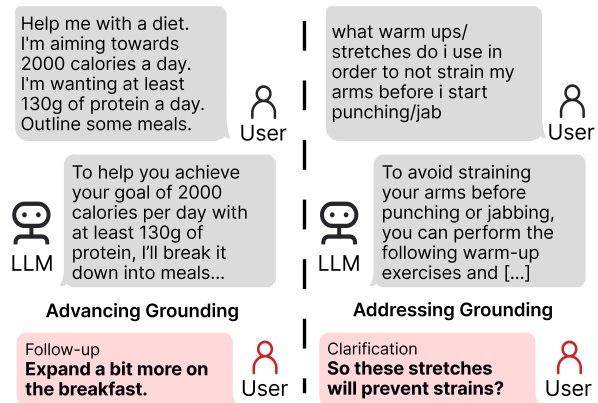 Help me with a diet.
I'm aiming towards
2000 calories a day.
I'm wanting at least
130g of protein a day.
Outline some meals.
User
To help you achieve
your goal of 2000
calories per day with
at least 130g of
protein, I'll break it
down into meals...
LLM
Advancing Grounding
Follow-up
Expand a bit more on
the breakfast.
User
what warm ups/
stretches do i use in
order to not strain my
arms before i start
punching/jab
User
To avoid straining
your arms before
punching or jabbing,
you can perform the
following warm-up
exercises and [...]
LLM
Addressing Grounding
Clarification
So these stretches
will prevent strains?
User